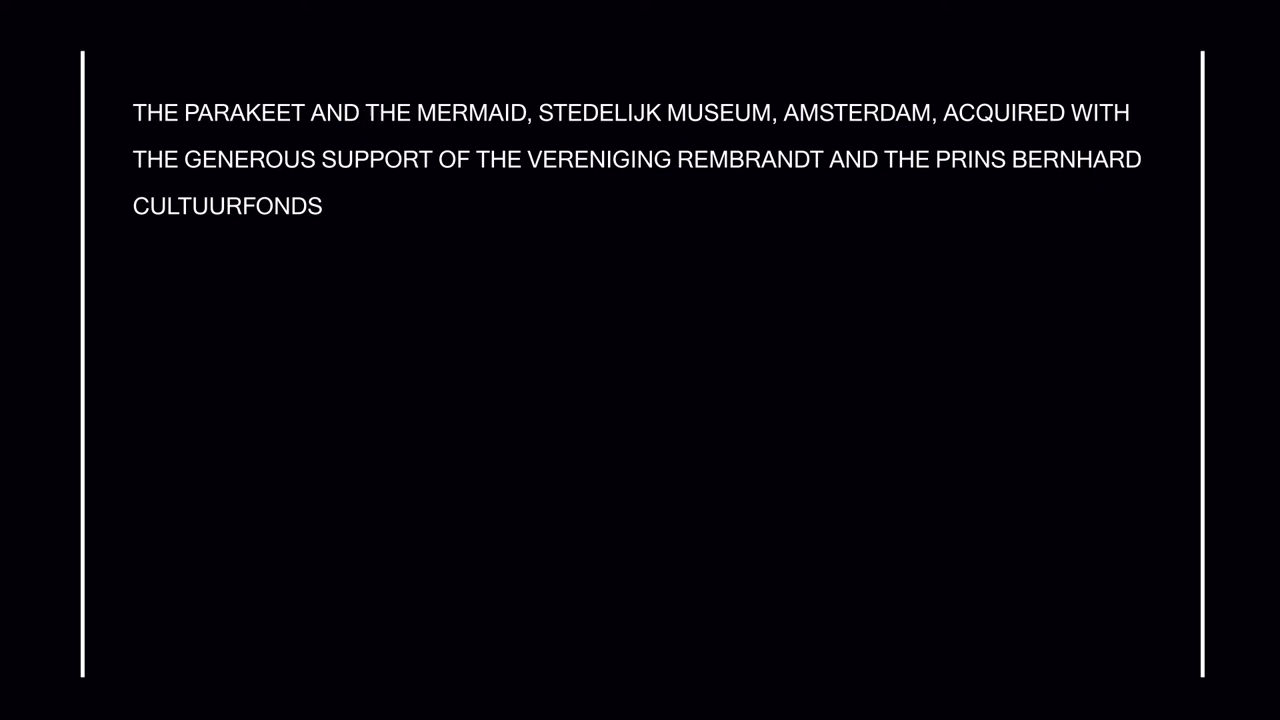 THE PARAKEET AND THE MERMAID, STEDELIJK MUSEUM, AMSTERDAM, ACQUIRED WITH
THE GENEROUS SUPPORT OF THE VERENIGING REMBRANDT AND THE PRINS BERNHARD
CULTUURFONDS